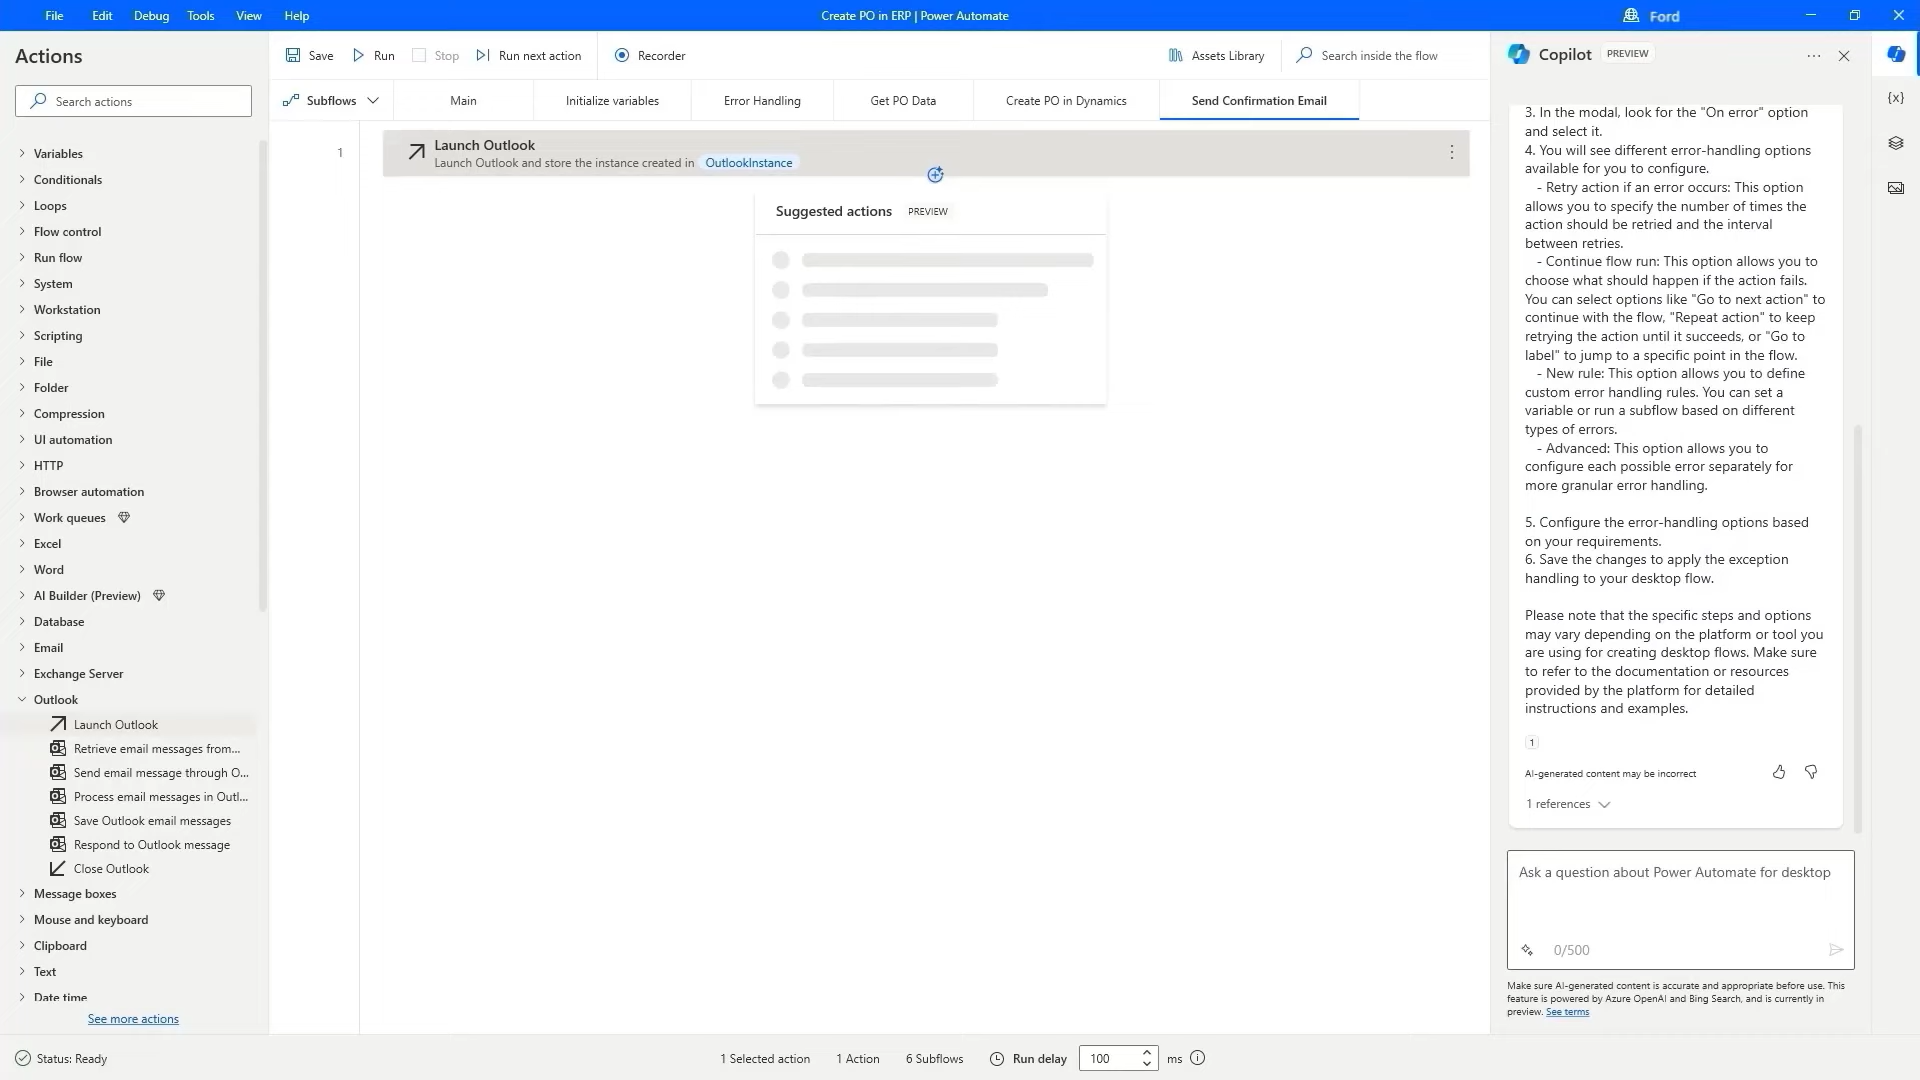 File Edit Debug Tools View Help
Create PO in ERP | Power Automate
Ford
Actions
Search actions
Variables
Conditionals
Loops
Flow control
Run flow
System
Workstation
Scripting
File
Folder
Compression
UI automation
HTTP
Browser automation
Work queues
Excel
Word
AI Builder (Preview)
Database
Email
Exchange Server
Outlook
Launch Outlook
Retrieve email messages from...
Send email message through O...
Process email messages in Outl...
Save Outlook email messages
Respond to Outlook message
Close Outlook
Message boxes
Mouse and keyboard
Clipboard
Text
Date time
See more actions
Save Run Stop Run next action Recorder
Assets Library Search inside the flow
Subflows Main Initialize variables Error Handling Get PO Data Create PO in Dynamics Send Confirmation Email
1
Launch Outlook
Launch Outlook and store the instance created in OutlookInstance
Suggested actions PREVIEW
Copilot PREVIEW
{x}
3. In the modal, look for the "On error" option
and select it.
4. You will see different error-handling options
available for you to configure.
- Retry action if an error occurs: This option
allows you to specify the number of times the
action should be retried and the interval
between retries.
- Continue flow run: This option allows you to
choose what should happen if the action fails.
You can select options like "Go to next action" to
continue with the flow, "Repeat action" to keep
retrying the action until it succeeds, or "Go to
label" to jump to a specific point in the flow.
- New rule: This option allows you to define
custom error handling rules. You can set a
variable or run a subflow based on different
types of errors.
- Advanced: This option allows you to
configure each possible error separately for
more granular error handling.
5. Configure the error-handling options based
on your requirements.
6. Save the changes to apply the exception
handling to your desktop flow.
Please note that the specific steps and options
may vary depending on the platform or tool you
are using for creating desktop flows. Make sure
to refer to the documentation or resources
provided by the platform for detailed
instructions and examples.
1
AI-generated content may be incorrect
1 references
Ask a question about Power Automate for desktop
0/500
Make sure AI-generated content is accurate and appropriate before use. This
feature is powered by Azure OpenAI and Bing Search, and is currently in
preview. See terms
Status: Ready
1 Selected action 1 Action 6 Subflows Run delay 100 ms